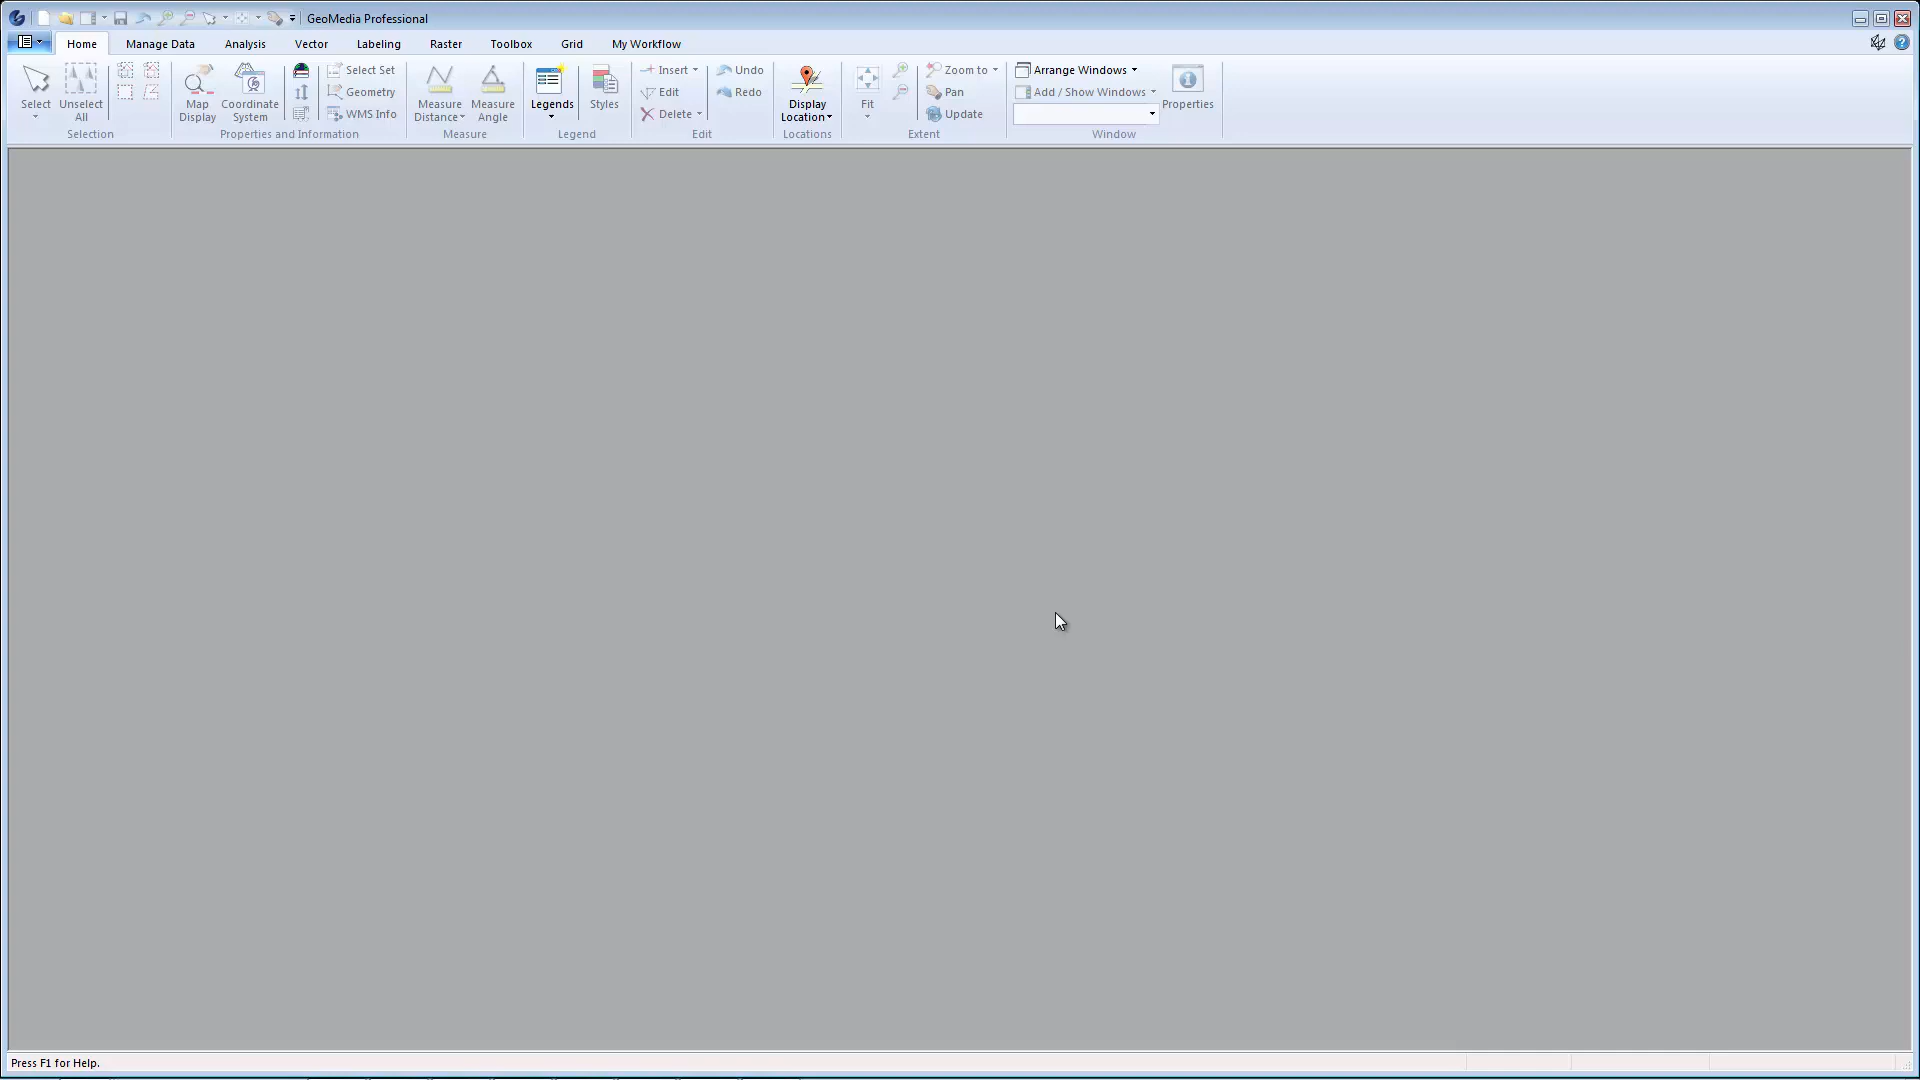 GeoMedia Professional
Home Manage Data Analysis Vector Labeling Raster Toolbox Grid My Workflow
Select
Unselect
All
Selection
Map
Display
Coordinate
System
Select Set
Geometry
WMS Info
Properties and Information
Measure
Distance
Measure
Angle
Measure
Legends
Styles
Legend
Insert
Edit
Delete
Undo
Redo
Edit
Display
Location
Locations
Fit
Zoom to
Pan
Update
Extent
Arrange Windows
Add / Show Windows
Properties
Window
Press F1 for Help.